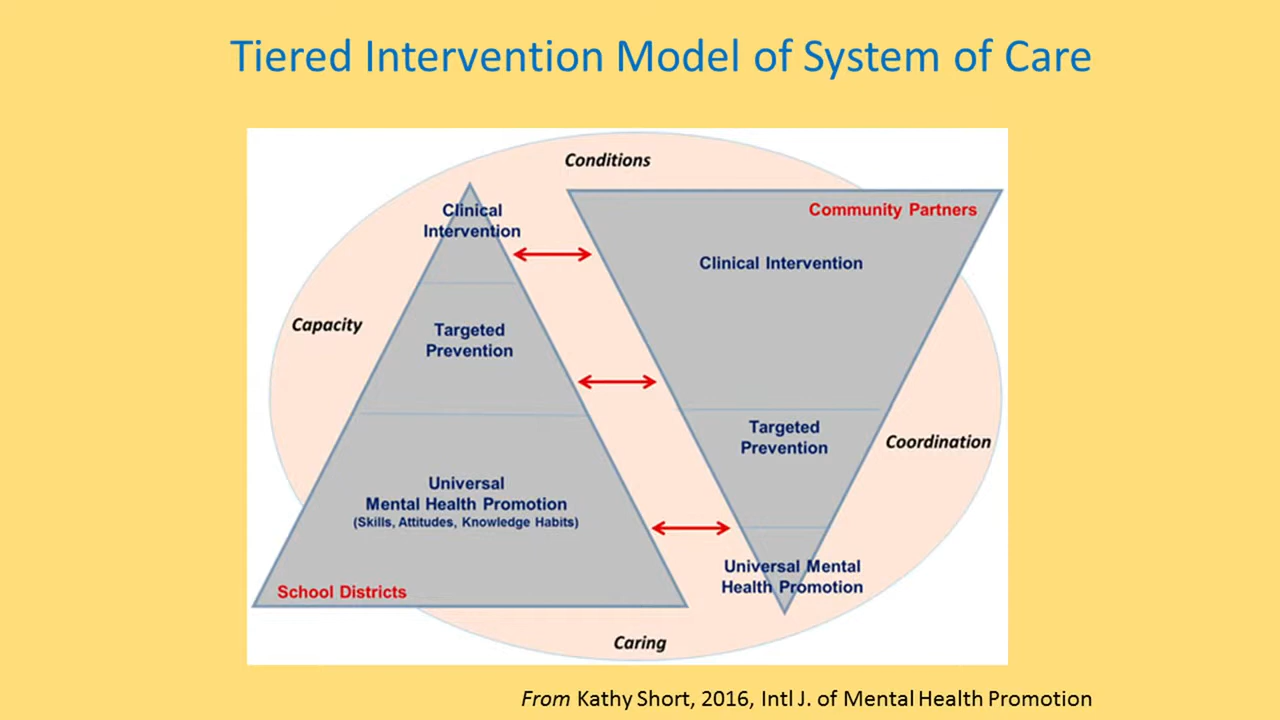 Tiered Intervention Model of System of Care
Conditions
Clinical
Intervention
Community Partners
Clinical Intervention
Capacity
Targeted
Prevention
Targeted
Prevention
Coordination
Universal
Mental Health Promotion
(Skills, Attitudes, Knowledge Habits)
School Districts
Universal Mental
Health Promotion
Caring
From Kathy Short, 2016, Intl J. of Mental Health Promotion